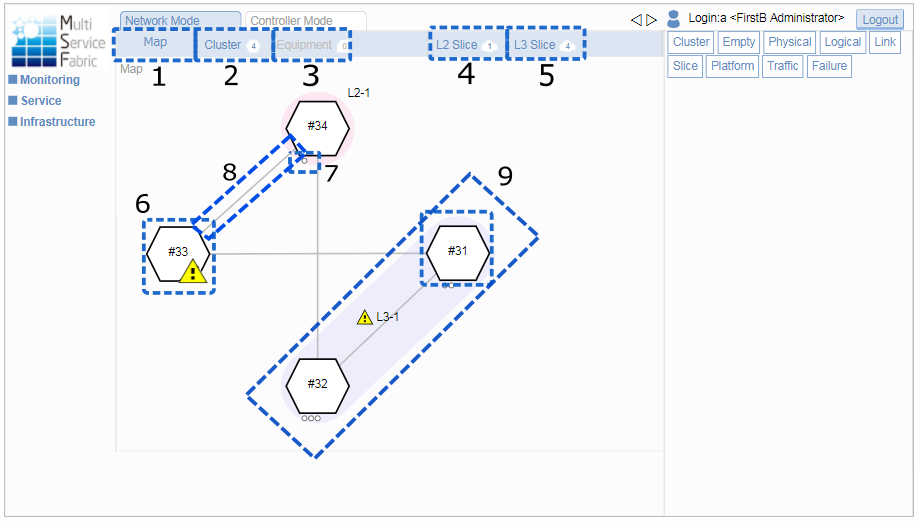 Multi
Service
Fabric
Monitoring
Service
Infrastructure
Network Mode
Controller Mode
Login:a <FirstB Administrator>
Logout
Map
Cluster 4
Equipment 0
L2 Slice 1
L3 Slice 4
Cluster
Empty
Physical
Logical
Link
Slice
Platform
Traffic
Failure
Map
1
2
3
4
5
L2-1
#34
7
8
9
6
#33
#31
L3-1
#32